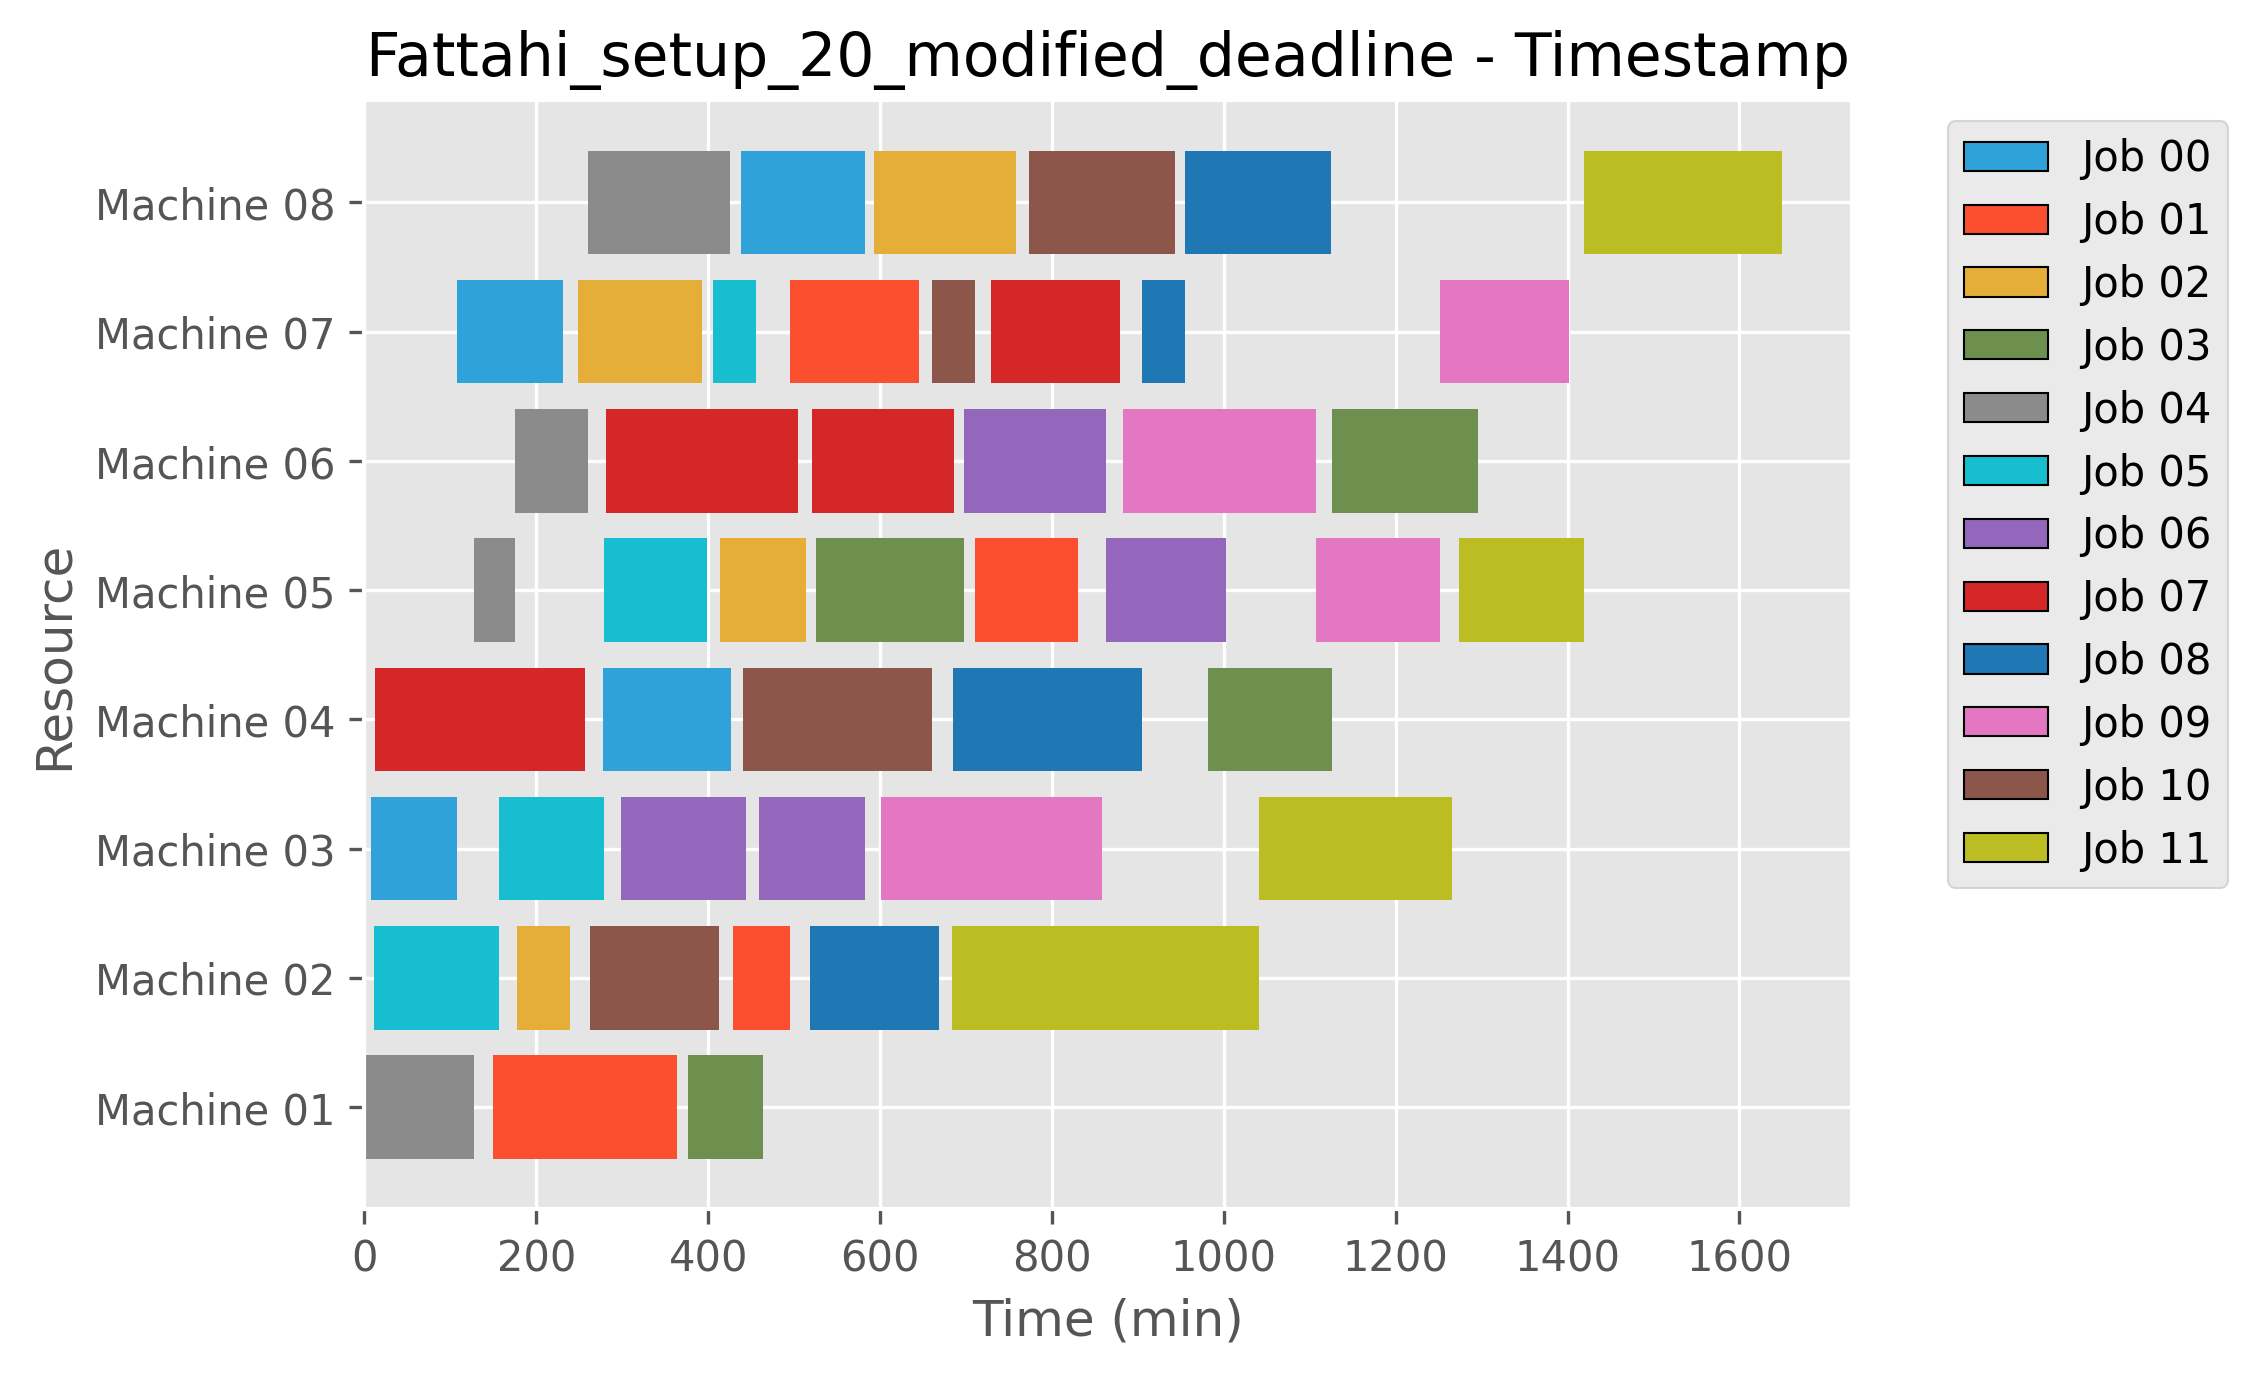 Fattahi_setup_20_modified_deadline - Timestamp
Machine 08
Machine 07
Machine 06
Machine 05
Machine 04
Machine 03
Machine 02
Machine 01
Resource
0 200 400 600 800 1000 1200 1400 1600
Time (min)
Job 00
Job 01
Job 02
Job 03
Job 04
Job 05
Job 06
Job 07
Job 08
Job 09
Job 10
Job 11